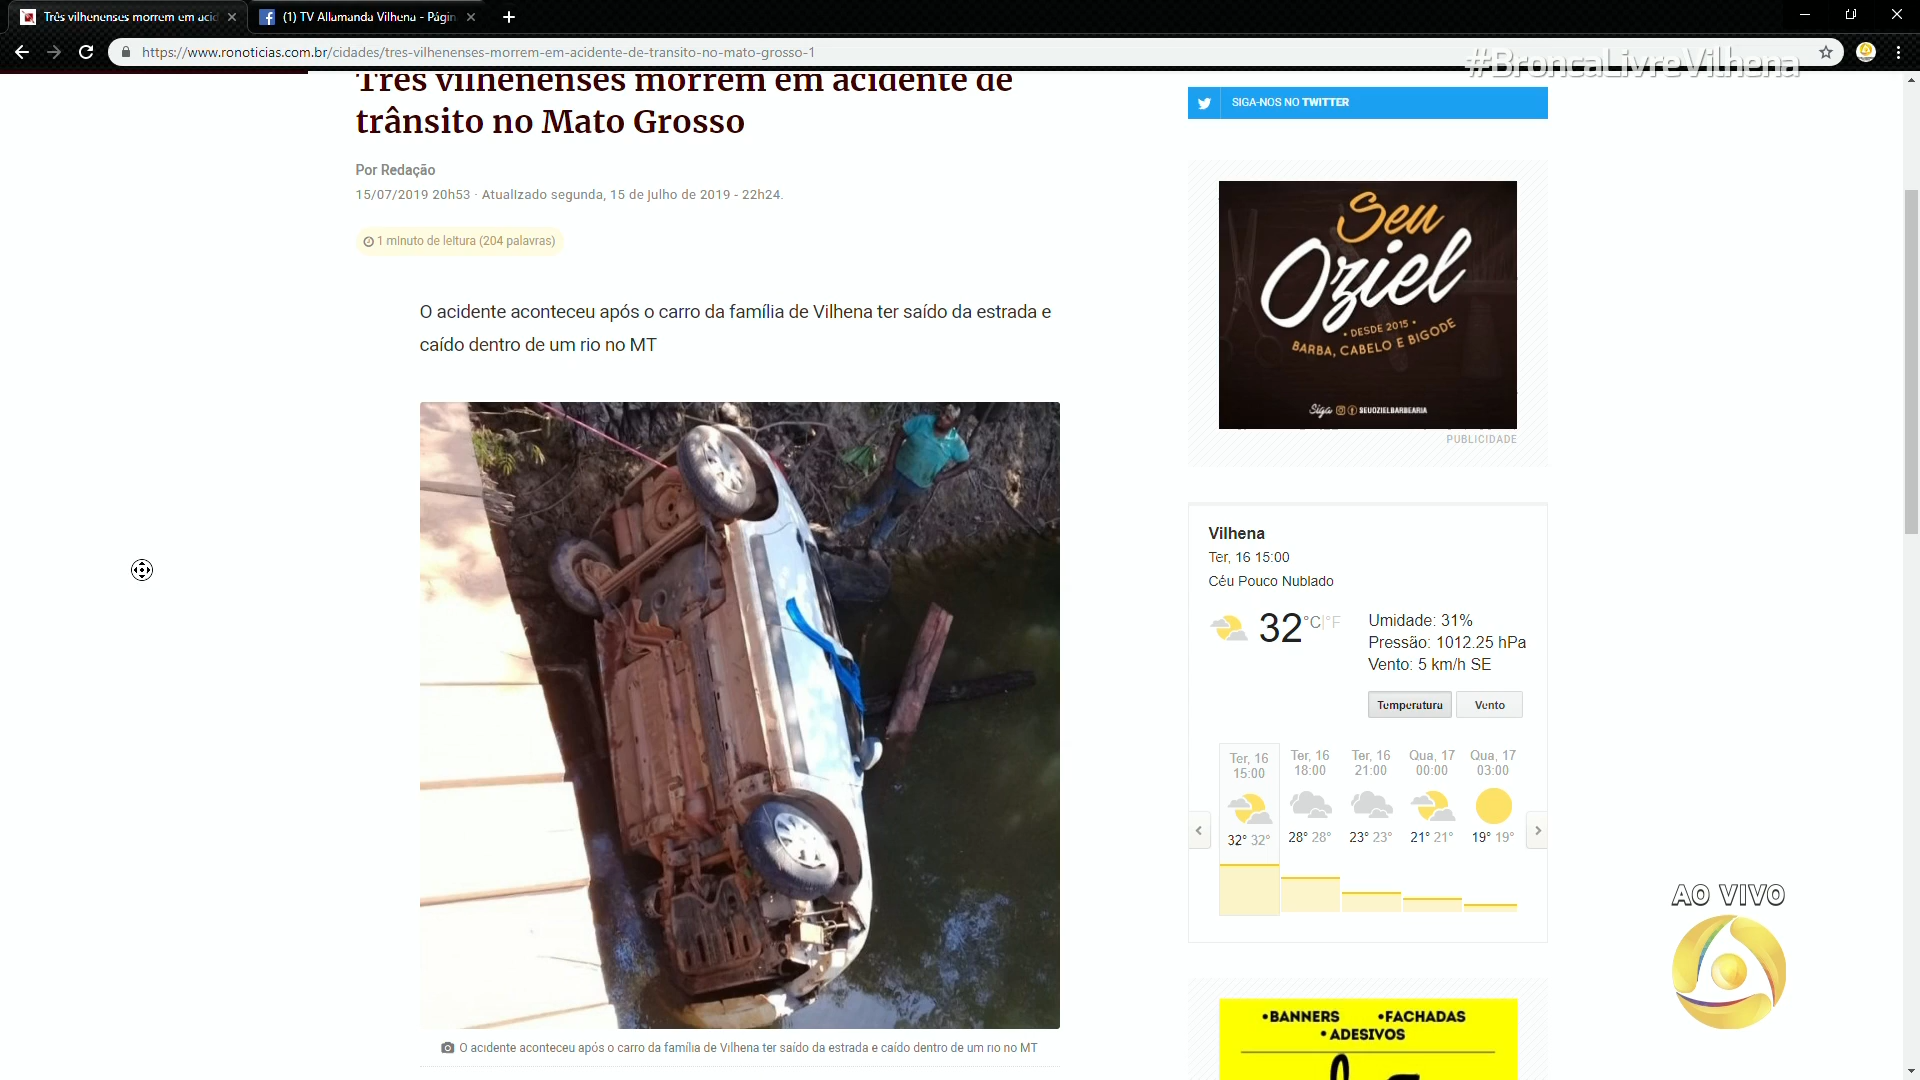 Três vilhenenses morrem em acid
(1) TV Allamanda Vilhena - Págin
https://www.ronoticias.com.br/cidades/tres-vilhenenses-morrem-em-acidente-de-transito-no-mato-grosso-1
#BroncaLivreVilhena
Três vilhenenses morrem em acidente de
trânsito no Mato Grosso
Por Redação
15/07/2019 20h53 · Atualizado segunda, 15 de julho de 2019 - 22h24.
1 minuto de leitura (204 palavras)
O acidente aconteceu após o carro da família de Vilhena ter saído da estrada e
caído dentro de um rio no MT
O acidente aconteceu após o carro da família de Vilhena ter saído da estrada e caído dentro de um rio no MT
SIGA-NOS NO TWITTER
Seu
Oziel
• DESDE 2015 •
BARBA, CABELO E BIGODE
Siga SEUOZIELBARBEARIA
PUBLICIDADE
Vilhena
Ter, 16 15:00
Céu Pouco Nublado
32 °C|°F
Umidade: 31%
Pressão: 1012.25 hPa
Vento: 5 km/h SE
Temperatura Vento
Ter, 16 Ter, 16 Ter, 16 Qua, 17 Qua, 17
15:00 18:00 21:00 00:00 03:00
32° 32° 28° 28° 23° 23° 21° 21° 19° 19°
•BANNERS •FACHADAS
•ADESIVOS
AO VIVO